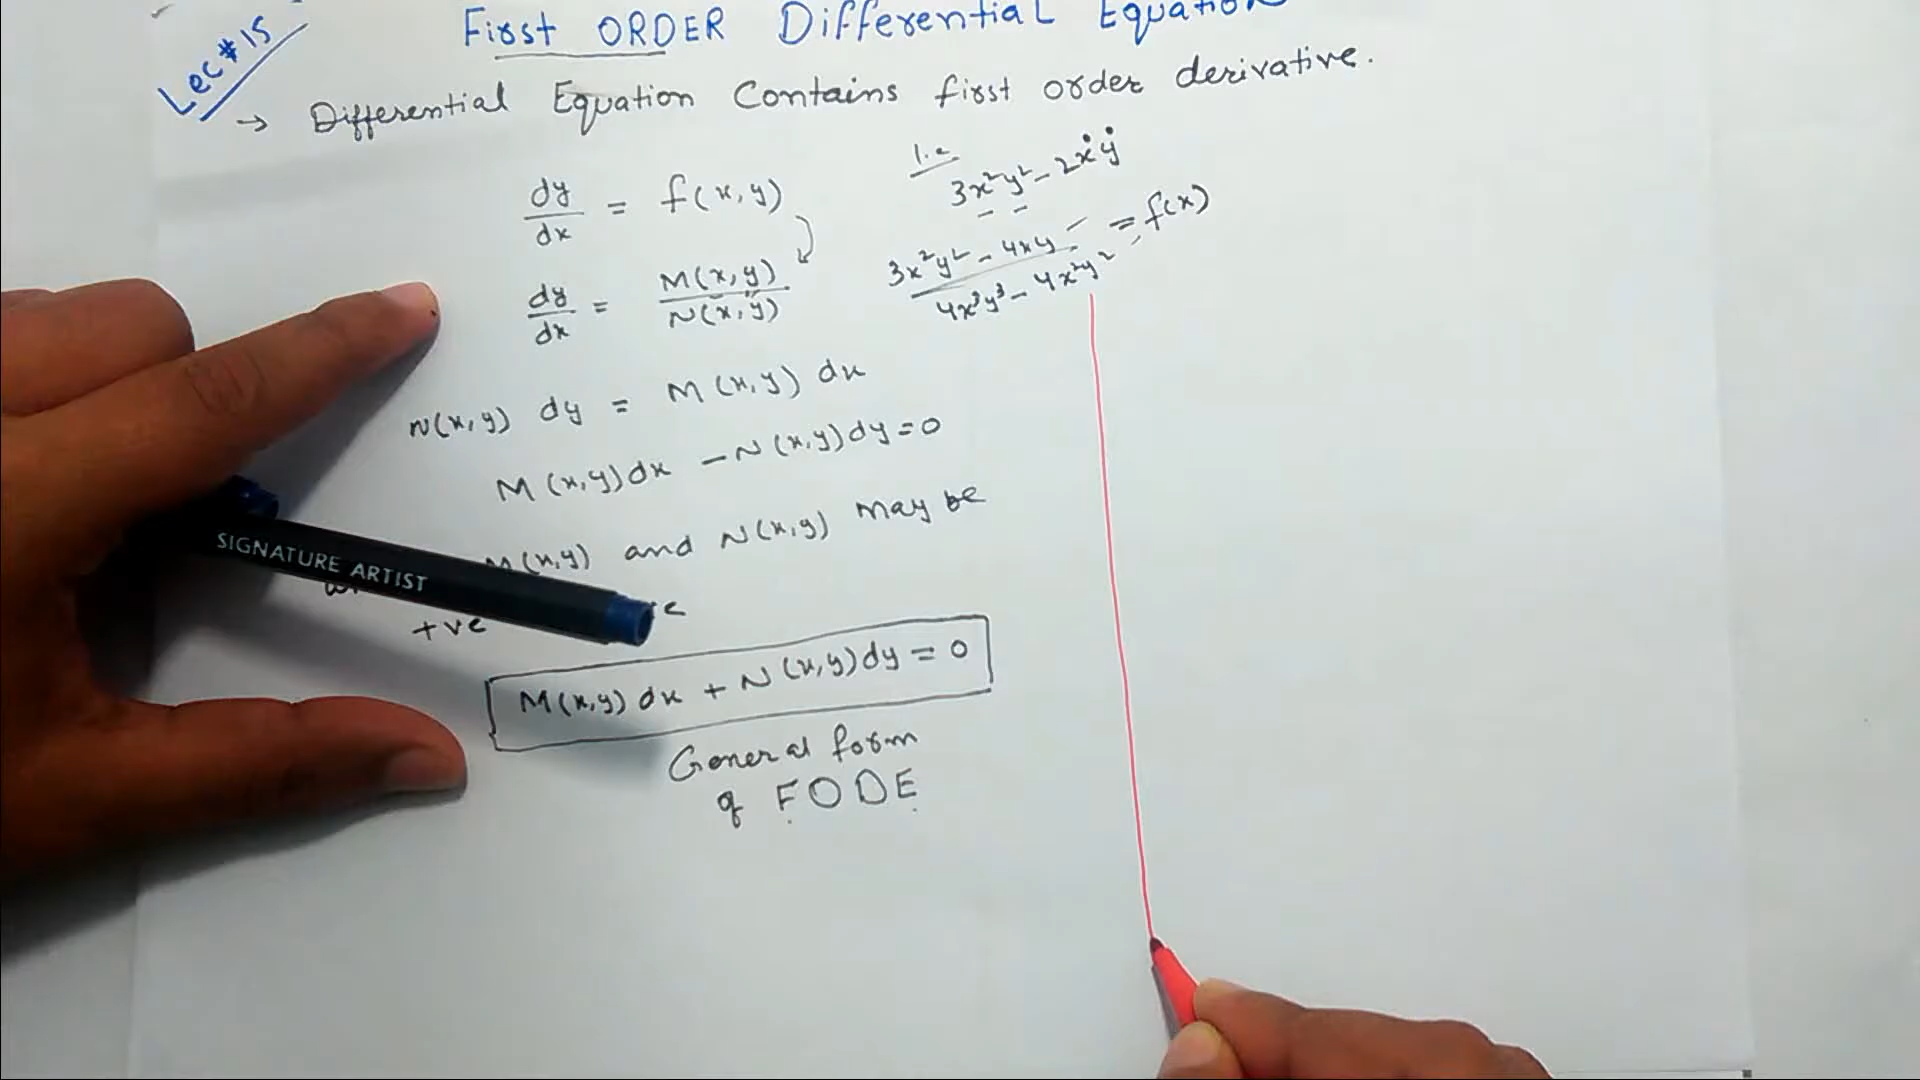 First ORDER Differential Equation
Lec#15
→ Differential Equation Contains first order derivative.
dy/dx = f(x,y)
i.e
3x²y² - 2xy
dy/dx = M(x,y)/N(x,y)
3x²y² - 4xy / 4x³y³ - 4x²y² = f(x)
N(x,y) dy = M(x,y) dx
M(x,y)dx - N(x,y)dy = 0
M(x,y) and N(x,y) may be
+ve
M(x,y) dx + N(x,y)dy = 0
General form
of FODE
SIGNATURE ARTIST